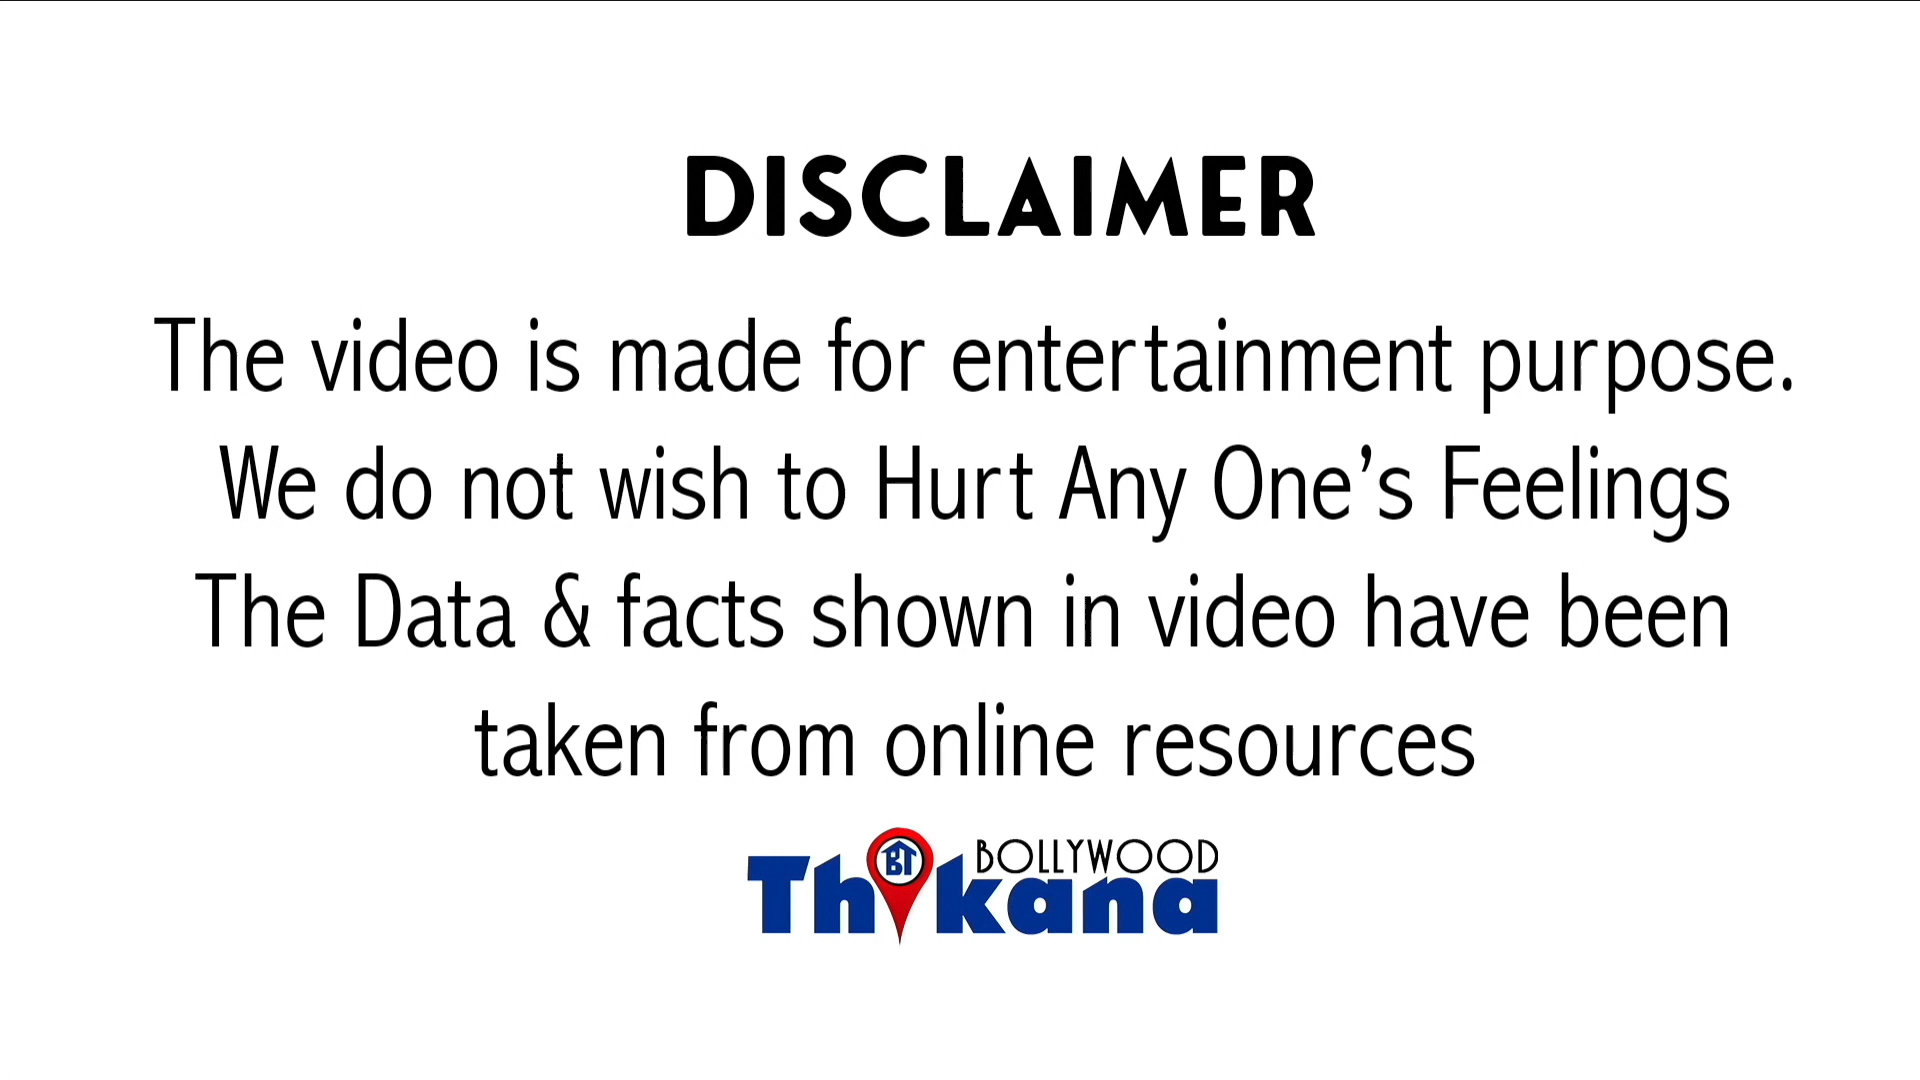 DISCLAIMER
The video is made for entertainment purpose.
We do not wish to Hurt Any One’s Feelings
The Data & facts shown in video have been
taken from online resources
BT BOLLYWOOD
Thikana